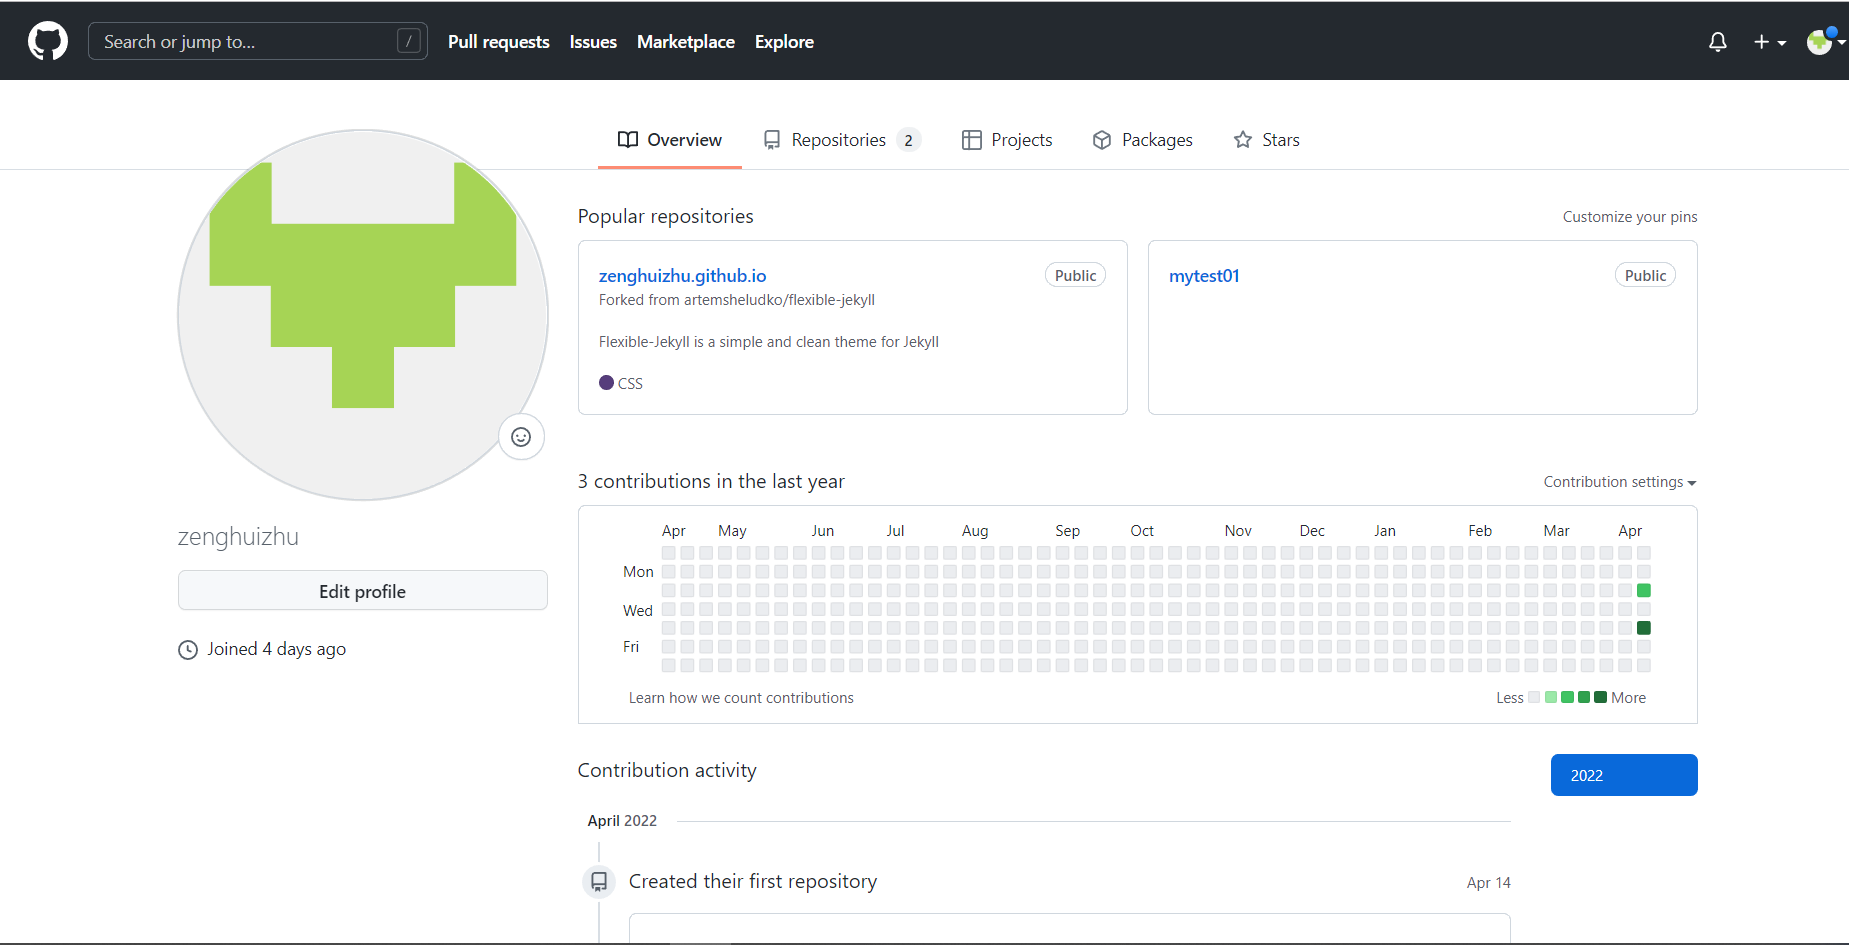 Search or jump to... / Pull requests Issues Marketplace Explore
Overview Repositories 2 Projects Packages Stars
Popular repositories Customize your pins
zenghuizhu.github.io Public
Forked from artemsheludko/flexible-jekyll
Flexible-Jekyll is a simple and clean theme for Jekyll
CSS
mytest01 Public
zenghuizhu
Edit profile
Joined 4 days ago
3 contributions in the last year Contribution settings
Apr May Jun Jul Aug Sep Oct Nov Dec Jan Feb Mar Apr
Mon
Wed
Fri
Learn how we count contributions Less More
Contribution activity 2022
April 2022
Created their first repository Apr 14